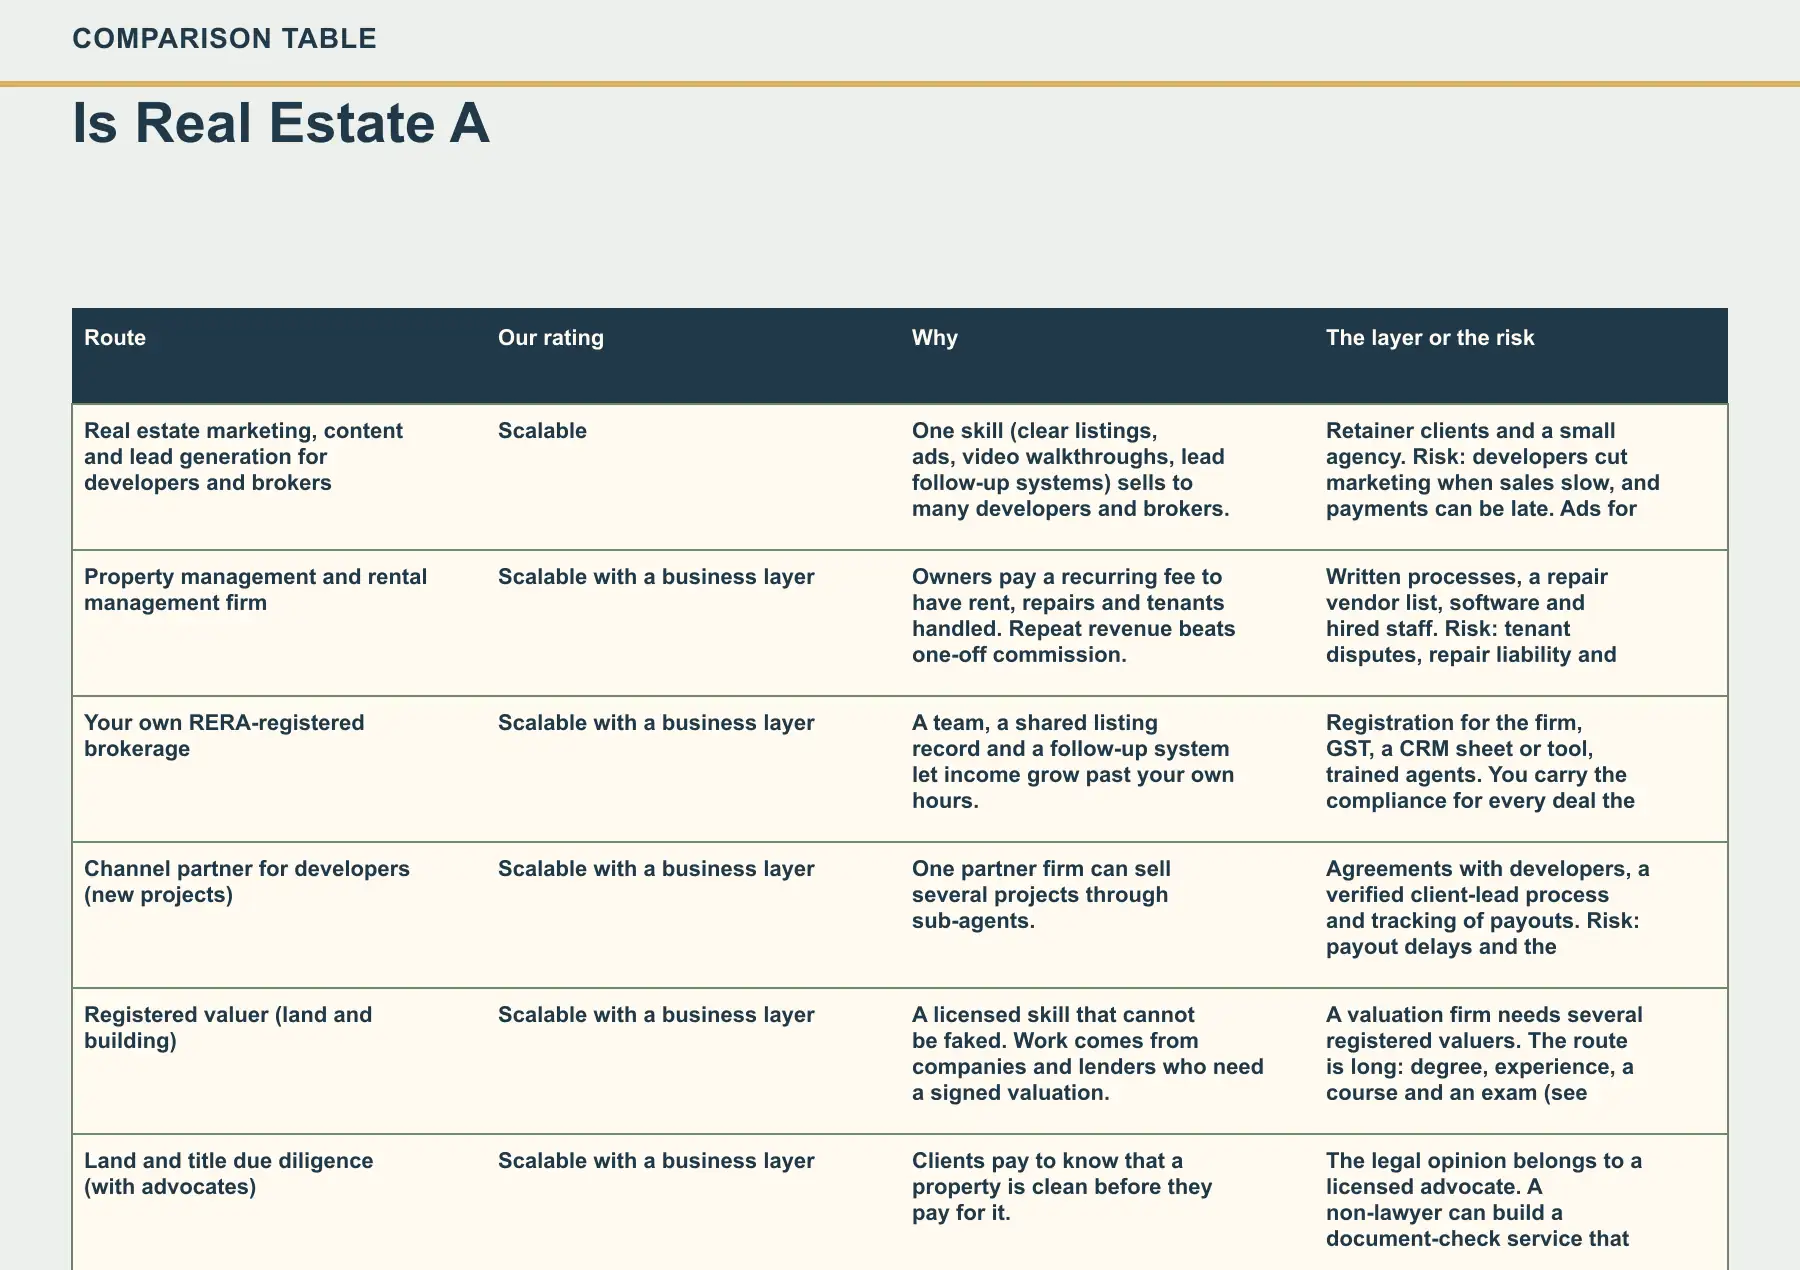 COMPARISON TABLE
Is Real Estate A
Route
Our rating
Why
The layer or the risk
Real estate marketing, content
and lead generation for
developers and brokers
Scalable
One skill (clear listings,
ads, video walkthroughs, lead
follow-up systems) sells to
many developers and brokers.
Retainer clients and a small
agency. Risk: developers cut
marketing when sales slow, and
payments can be late. Ads for
Property management and rental
management firm
Scalable with a business layer
Owners pay a recurring fee to
have rent, repairs and tenants
handled. Repeat revenue beats
one-off commission.
Written processes, a repair
vendor list, software and
hired staff. Risk: tenant
disputes, repair liability and
Your own RERA-registered
brokerage
Scalable with a business layer
A team, a shared listing
record and a follow-up system
let income grow past your own
hours.
Registration for the firm,
GST, a CRM sheet or tool,
trained agents. You carry the
compliance for every deal the
Channel partner for developers
(new projects)
Scalable with a business layer
One partner firm can sell
several projects through
sub-agents.
Agreements with developers, a
verified client-lead process
and tracking of payouts. Risk:
payout delays and the
Registered valuer (land and
building)
Scalable with a business layer
A licensed skill that cannot
be faked. Work comes from
companies and lenders who need
a signed valuation.
A valuation firm needs several
registered valuers. The route
is long: degree, experience, a
course and an exam (see
Land and title due diligence
(with advocates)
Scalable with a business layer
Clients pay to know that a
property is clean before they
pay for it.
The legal opinion belongs to a
licensed advocate. A
non-lawyer can build a
document-check service that